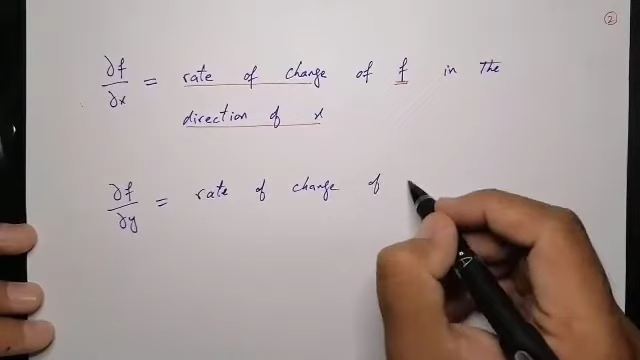 ②
∂f/∂x = rate of change of f in the
direction of x
∂f/∂y = rate of change of